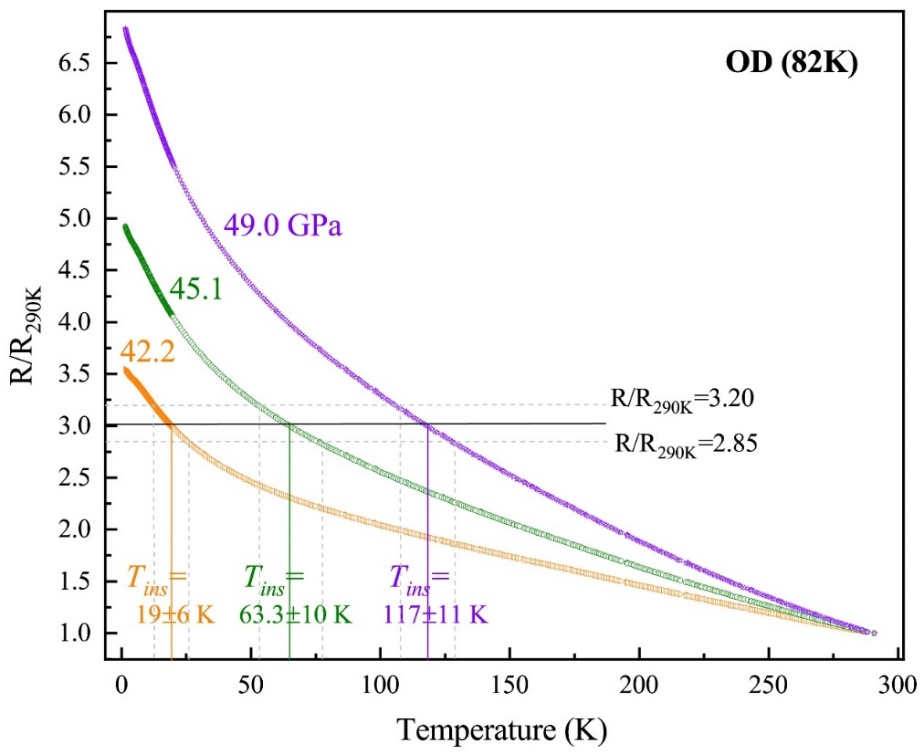 OD (82K)
6.5
6.0
5.5
5.0
4.5
4.0
3.5
3.0
2.5
2.0
1.5
1.0
R/R290K
49.0 GPa
45.1
42.2
R/R290K=3.20
R/R290K=2.85
Tins=
19±6 K
Tins=
63.3±10 K
Tins=
117±11 K
0
50
100
150
200
250
300
Temperature (K)